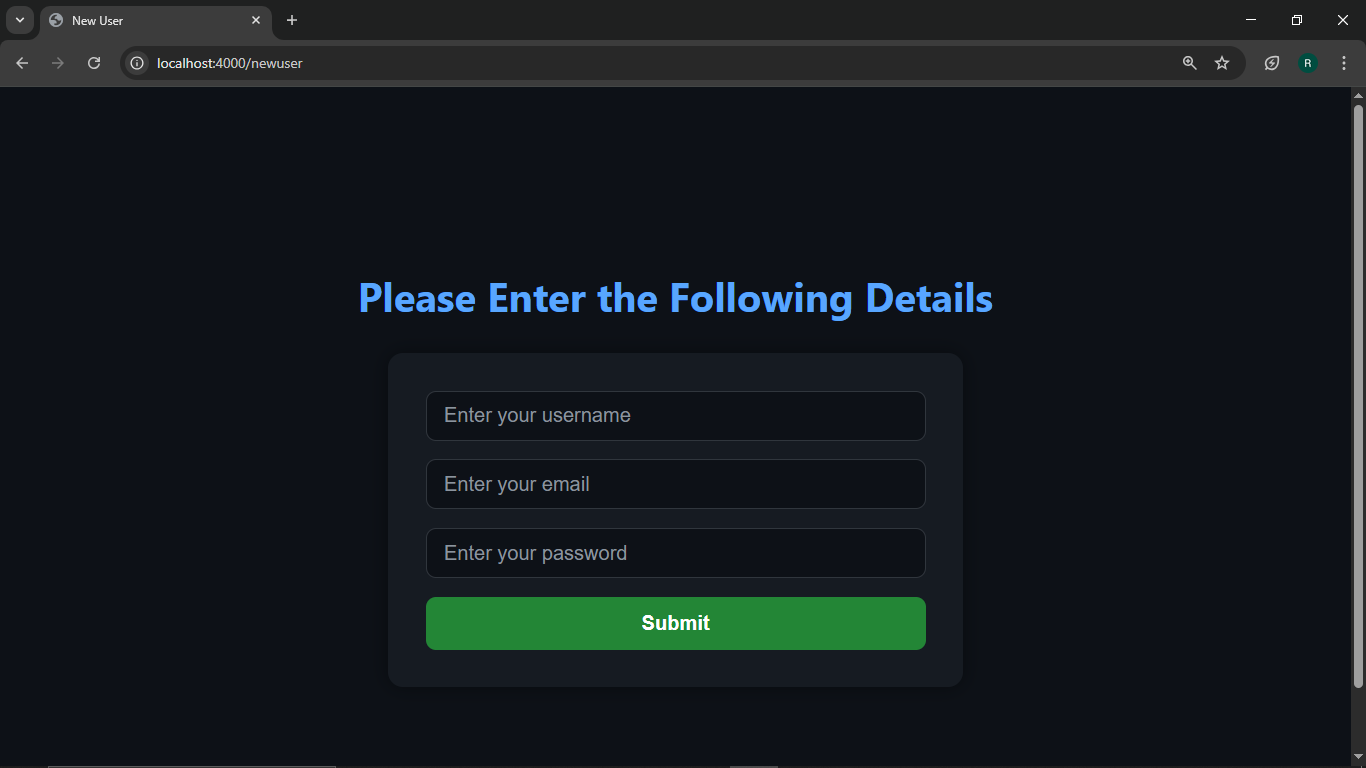 New User
localhost:4000/newuser
R
Please Enter the Following Details
Enter your username
Enter your email
Enter your password
Submit